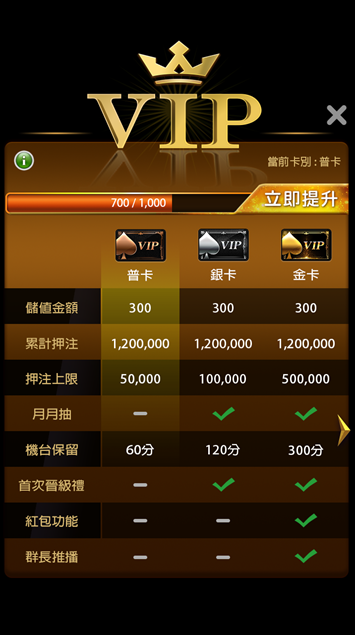 VIP
當前卡別 : 普卡
700 / 1,000
立即提升
VIP VIP VIP
普卡 銀卡 金卡
儲值金額 300 300 300
累計押注 1,200,000 1,200,000 1,200,000
押注上限 50,000 100,000 500,000
月月抽 — ✓ ✓
機台保留 60分 120分 300分
首次晉級禮 — ✓ ✓
紅包功能 — — ✓
群長推播 — — ✓